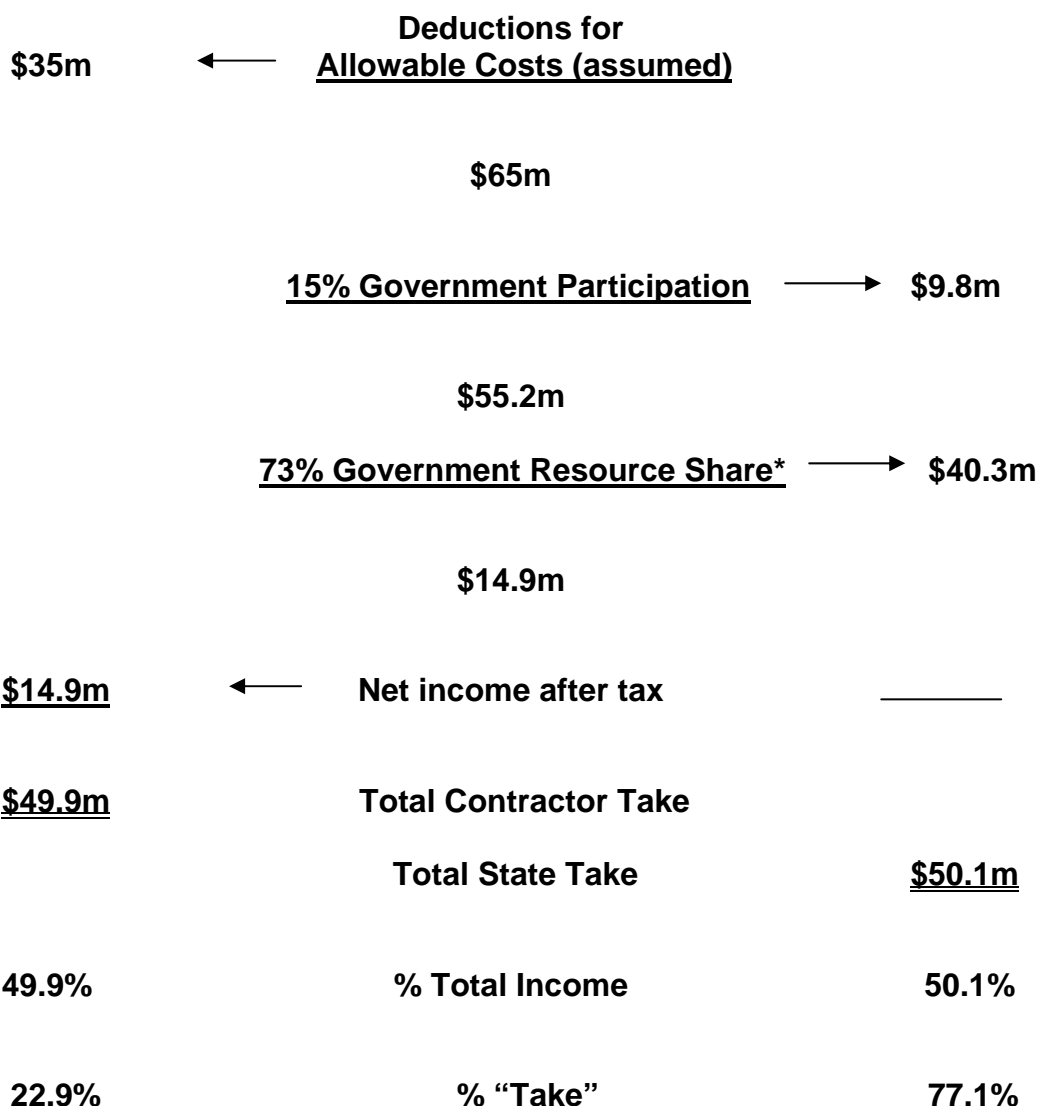 Deductions for
$35m Allowable Costs (assumed)
$65m
15% Government Participation $9.8m
$55.2m
73% Government Resource Share* $40.3m
$14.9m
$14.9m Net income after tax
$49.9m Total Contractor Take
Total State Take $50.1m
49.9% % Total Income 50.1%
22.9% % “Take” 77.1%